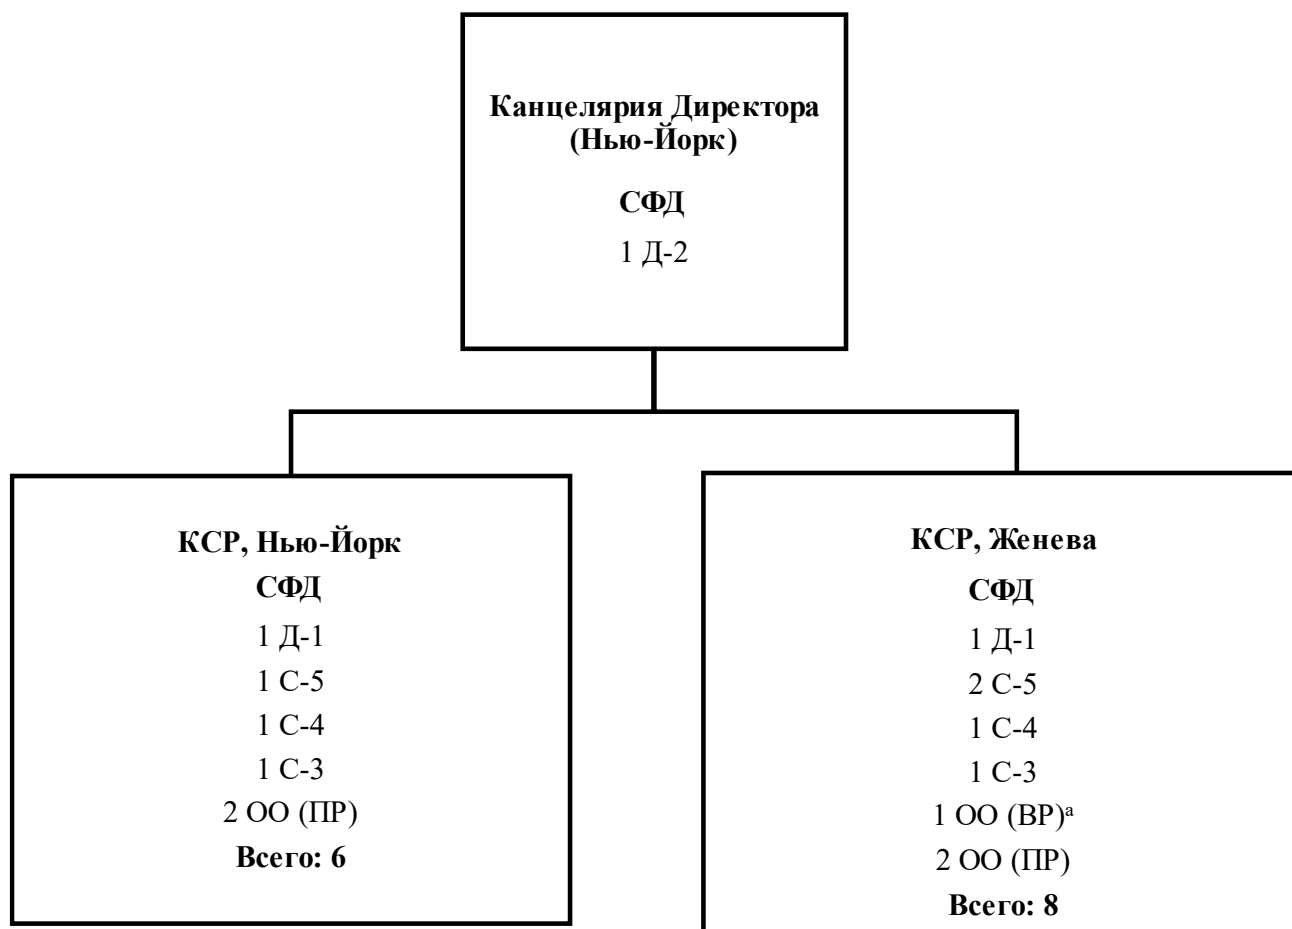 Канцелярия Директора
(Нью-Йорк)
СФД
1 Д-2
КСР, Нью-Йорк
СФД
1 Д-1
1 С-5
1 С-4
1 С-3
2 ОО (ПР)
Всего: 6
КСР, Женева
СФД
1 Д-1
2 С-5
1 С-4
1 С-3
1 ОО (ВР)ᵃ
2 ОО (ПР)
Всего: 8